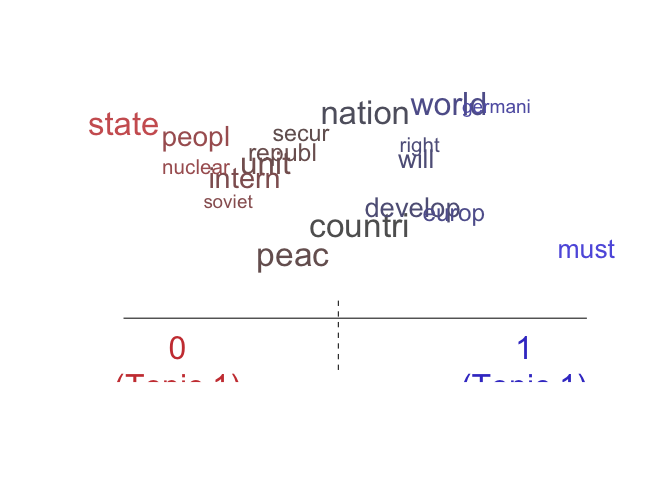 world
germani
nation
state
peopl
secur
right
republ
will
unit
nuclear
intern
soviet
develop
europ
countri
must
peac
0
1
(Topic 1)
(Topic 1)